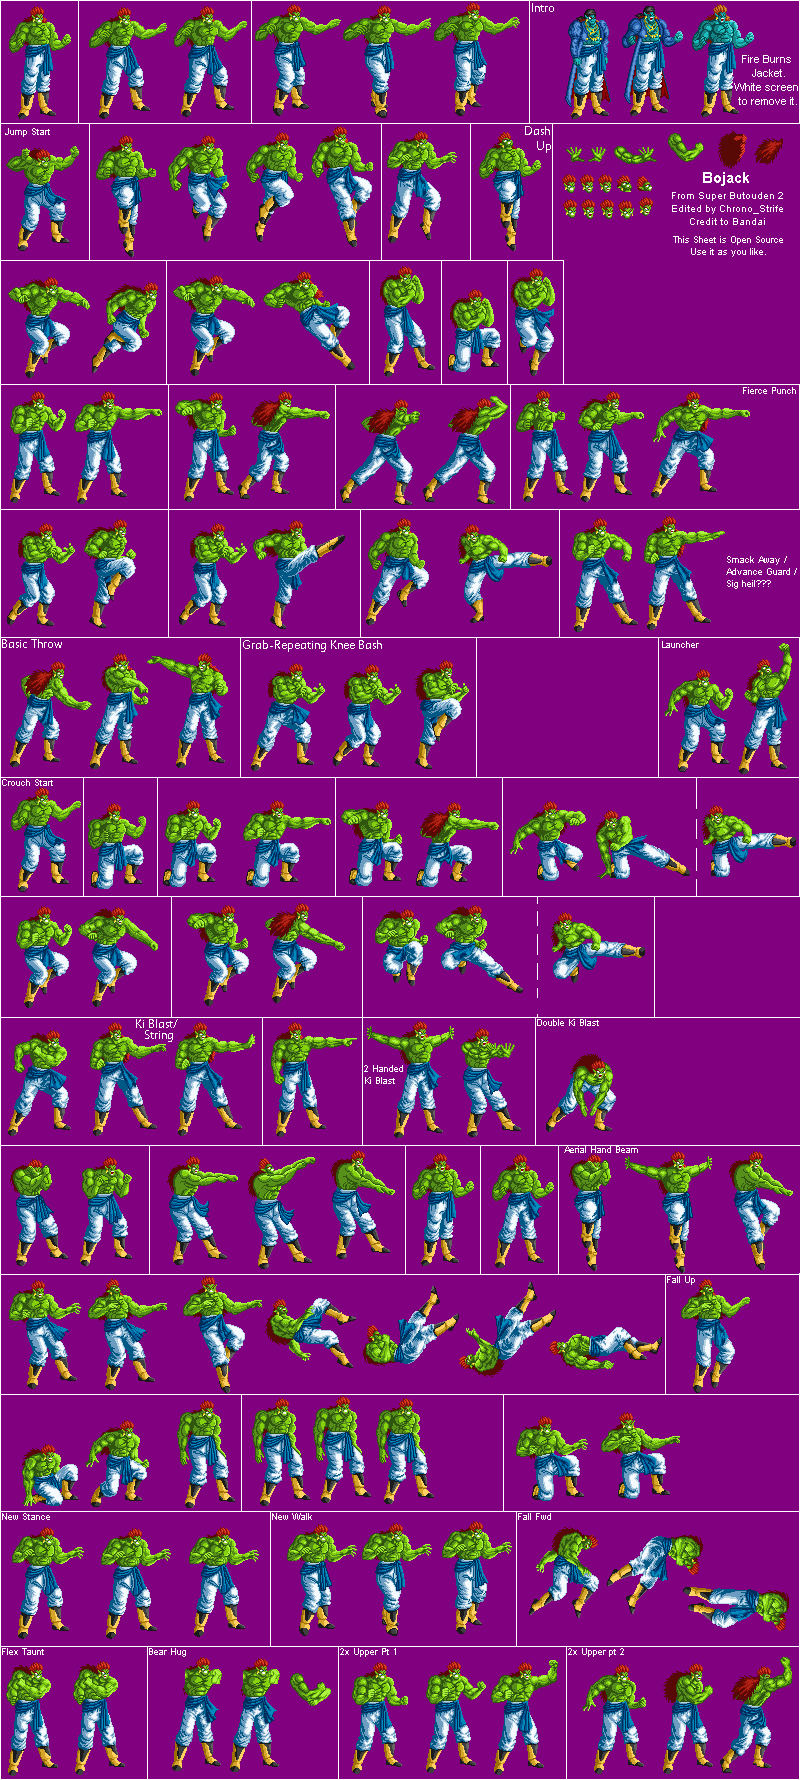 Intro
Fire Burns
Jacket.
White screen
to remove it.
Jump Start
Dash
Up
Bojack
From Super Butouden 2
Edited by Chrono_Strife
Credit to Bandai
This Sheet is Open Source
Use it as you like.
Fierce Punch
Smack Away /
Advance Guard /
Sig heil???
Basic Throw
Grab-Repeating Knee Bash
Launcher
Crouch Start
Ki Blast/
String
2 Handed
Ki Blast
Double Ki Blast
Aerial Hand Beam
Fall Up
New Stance
New Walk
Fall Fwd
Flex Taunt
Bear Hug
2x Upper Pt 1
2x Upper pt 2